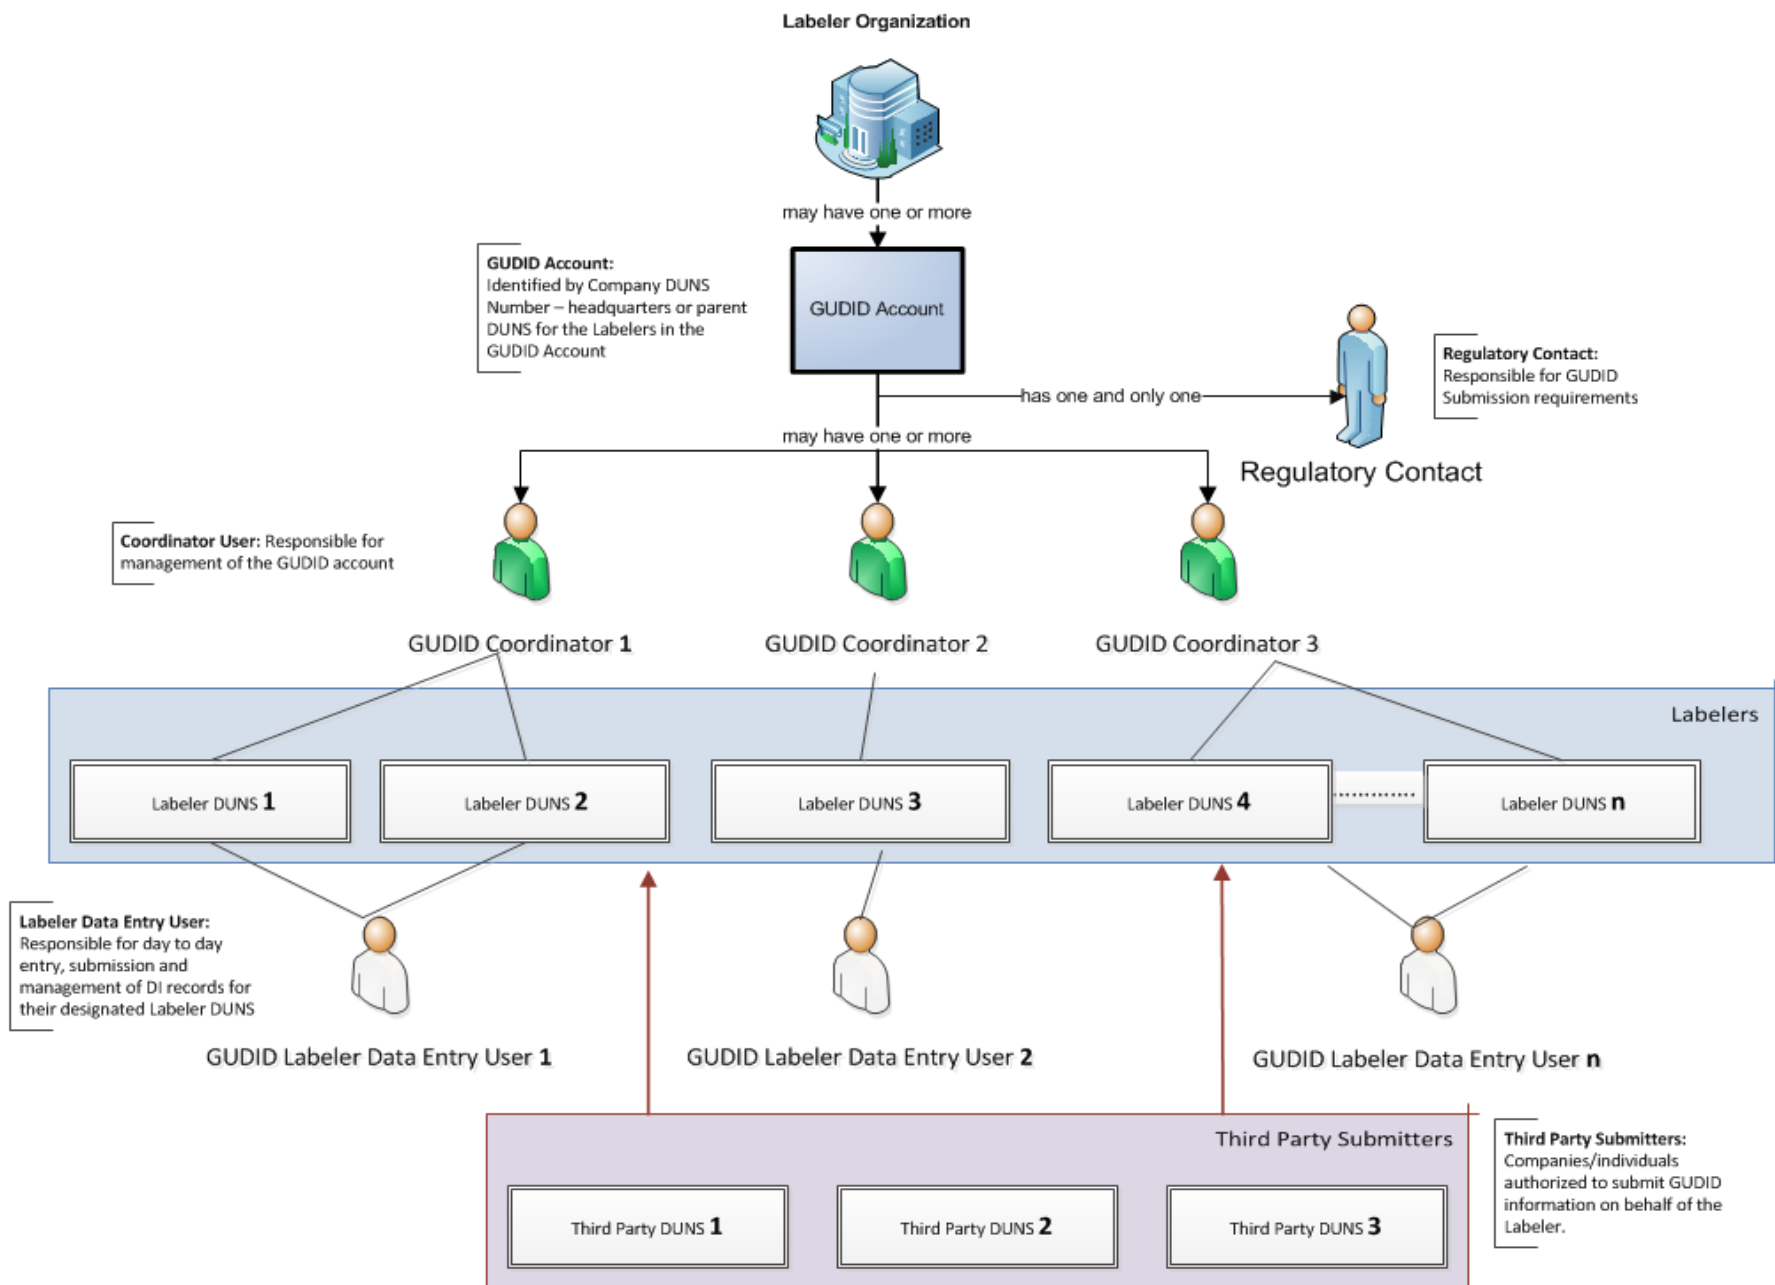 Labeler Organization
may have one or more
GUDID Account:
Identified by Company DUNS
Number – headquarters or parent
DUNS for the Labelers in the
GUDID Account
GUDID Account
Regulatory Contact:
Responsible for GUDID
Submission requirements
has one and only one
may have one or more
Regulatory Contact
Coordinator User: Responsible for
management of the GUDID account
GUDID Coordinator 1
GUDID Coordinator 2
GUDID Coordinator 3
Labelers
Labeler DUNS 1
Labeler DUNS 2
Labeler DUNS 3
Labeler DUNS 4
............
Labeler DUNS n
Labeler Data Entry User:
Responsible for day to day
entry, submission and
management of DI records for
their designated Labeler DUNS
GUDID Labeler Data Entry User 1
GUDID Labeler Data Entry User 2
GUDID Labeler Data Entry User n
Third Party Submitters
Third Party DUNS 1
Third Party DUNS 2
Third Party DUNS 3
Third Party Submitters:
Companies/individuals
authorized to submit GUDID
information on behalf of the
Labeler.